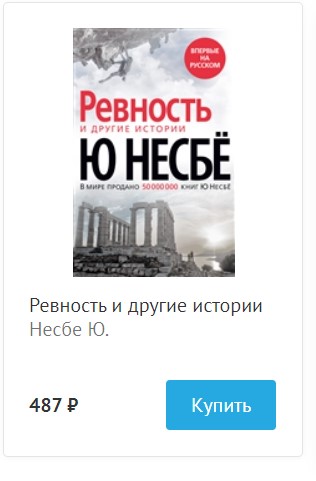 ВПЕРВЫЕ
НА
РУССКОМ
Ревность
И ДРУГИЕ ИСТОРИИ
Ю НЕСБЁ
В МИРЕ ПРОДАНО 50 000 000 КНИГ Ю НЕСБЁ
Ревность и другие истории
Несбе Ю.
487 ₽
Купить